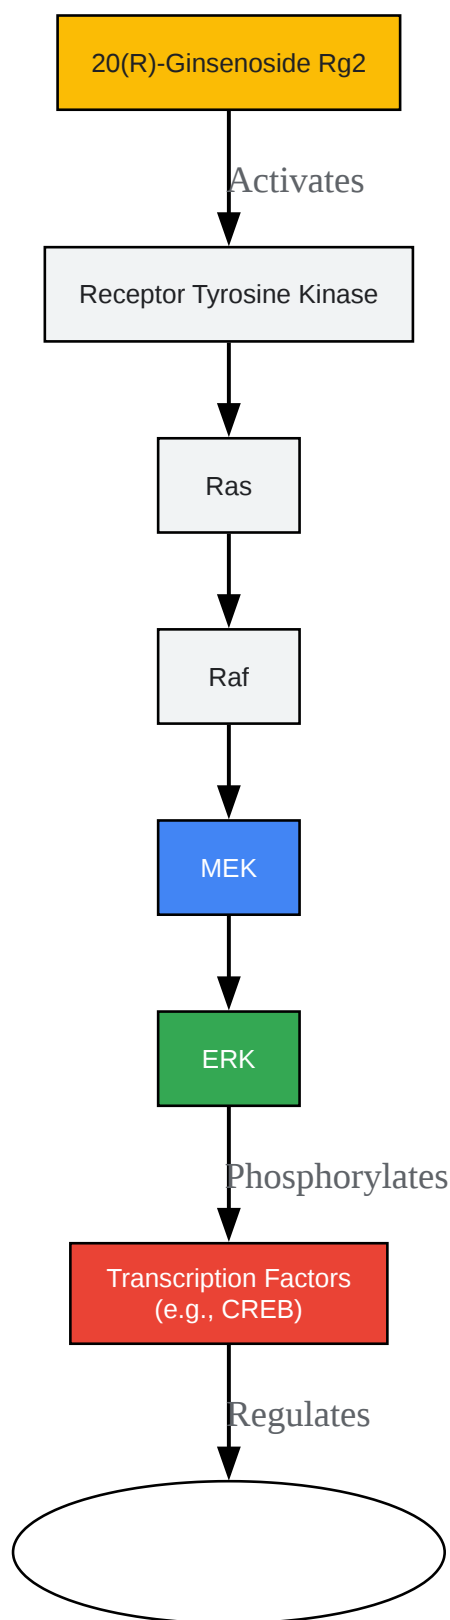 20(R)-Ginsenoside Rg2
Activates
Receptor Tyrosine Kinase
Ras
Raf
MEK
ERK
Phosphorylates
Transcription Factors
(e.g., CREB)
Regulates